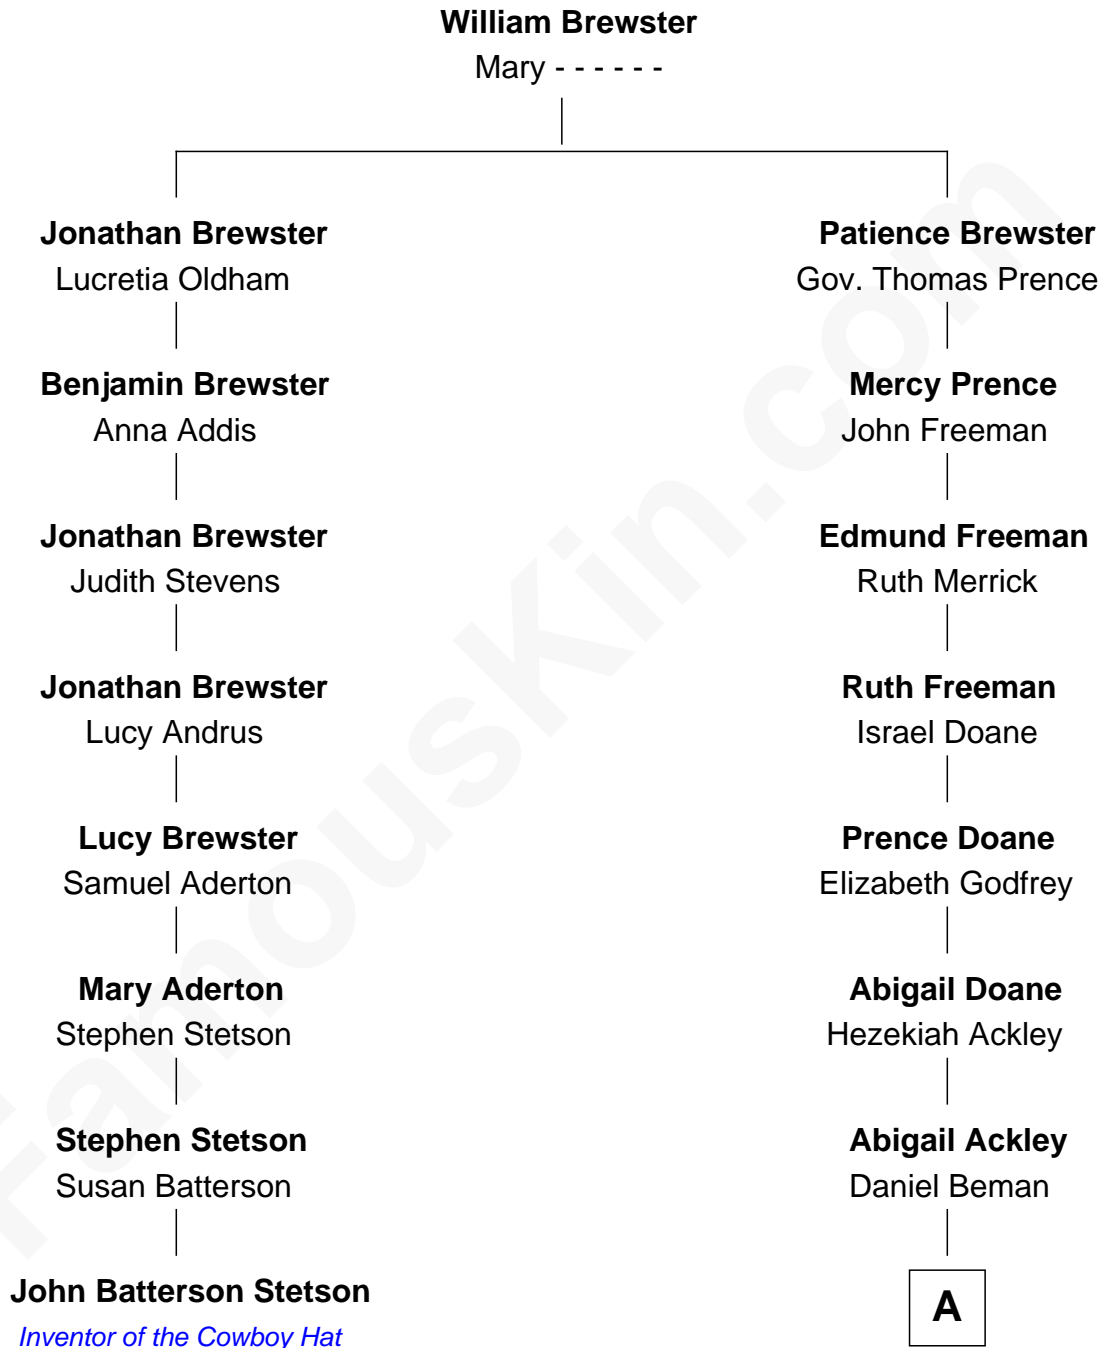 William Brewster
Mary - - - - - -
Jonathan Brewster
Lucretia Oldham
Patience Brewster
Gov. Thomas Prence
Benjamin Brewster
Anna Addis
Mercy Prence
John Freeman
Jonathan Brewster
Judith Stevens
Edmund Freeman
Ruth Merrick
Jonathan Brewster
Lucy Andrus
Ruth Freeman
Israel Doane
Lucy Brewster
Samuel Aderton
Prence Doane
Elizabeth Godfrey
Mary Aderton
Stephen Stetson
Abigail Doane
Hezekiah Ackley
Stephen Stetson
Susan Batterson
Abigail Ackley
Daniel Beman
John Batterson Stetson
Inventor of the Cowboy Hat
A
FamousKin.com